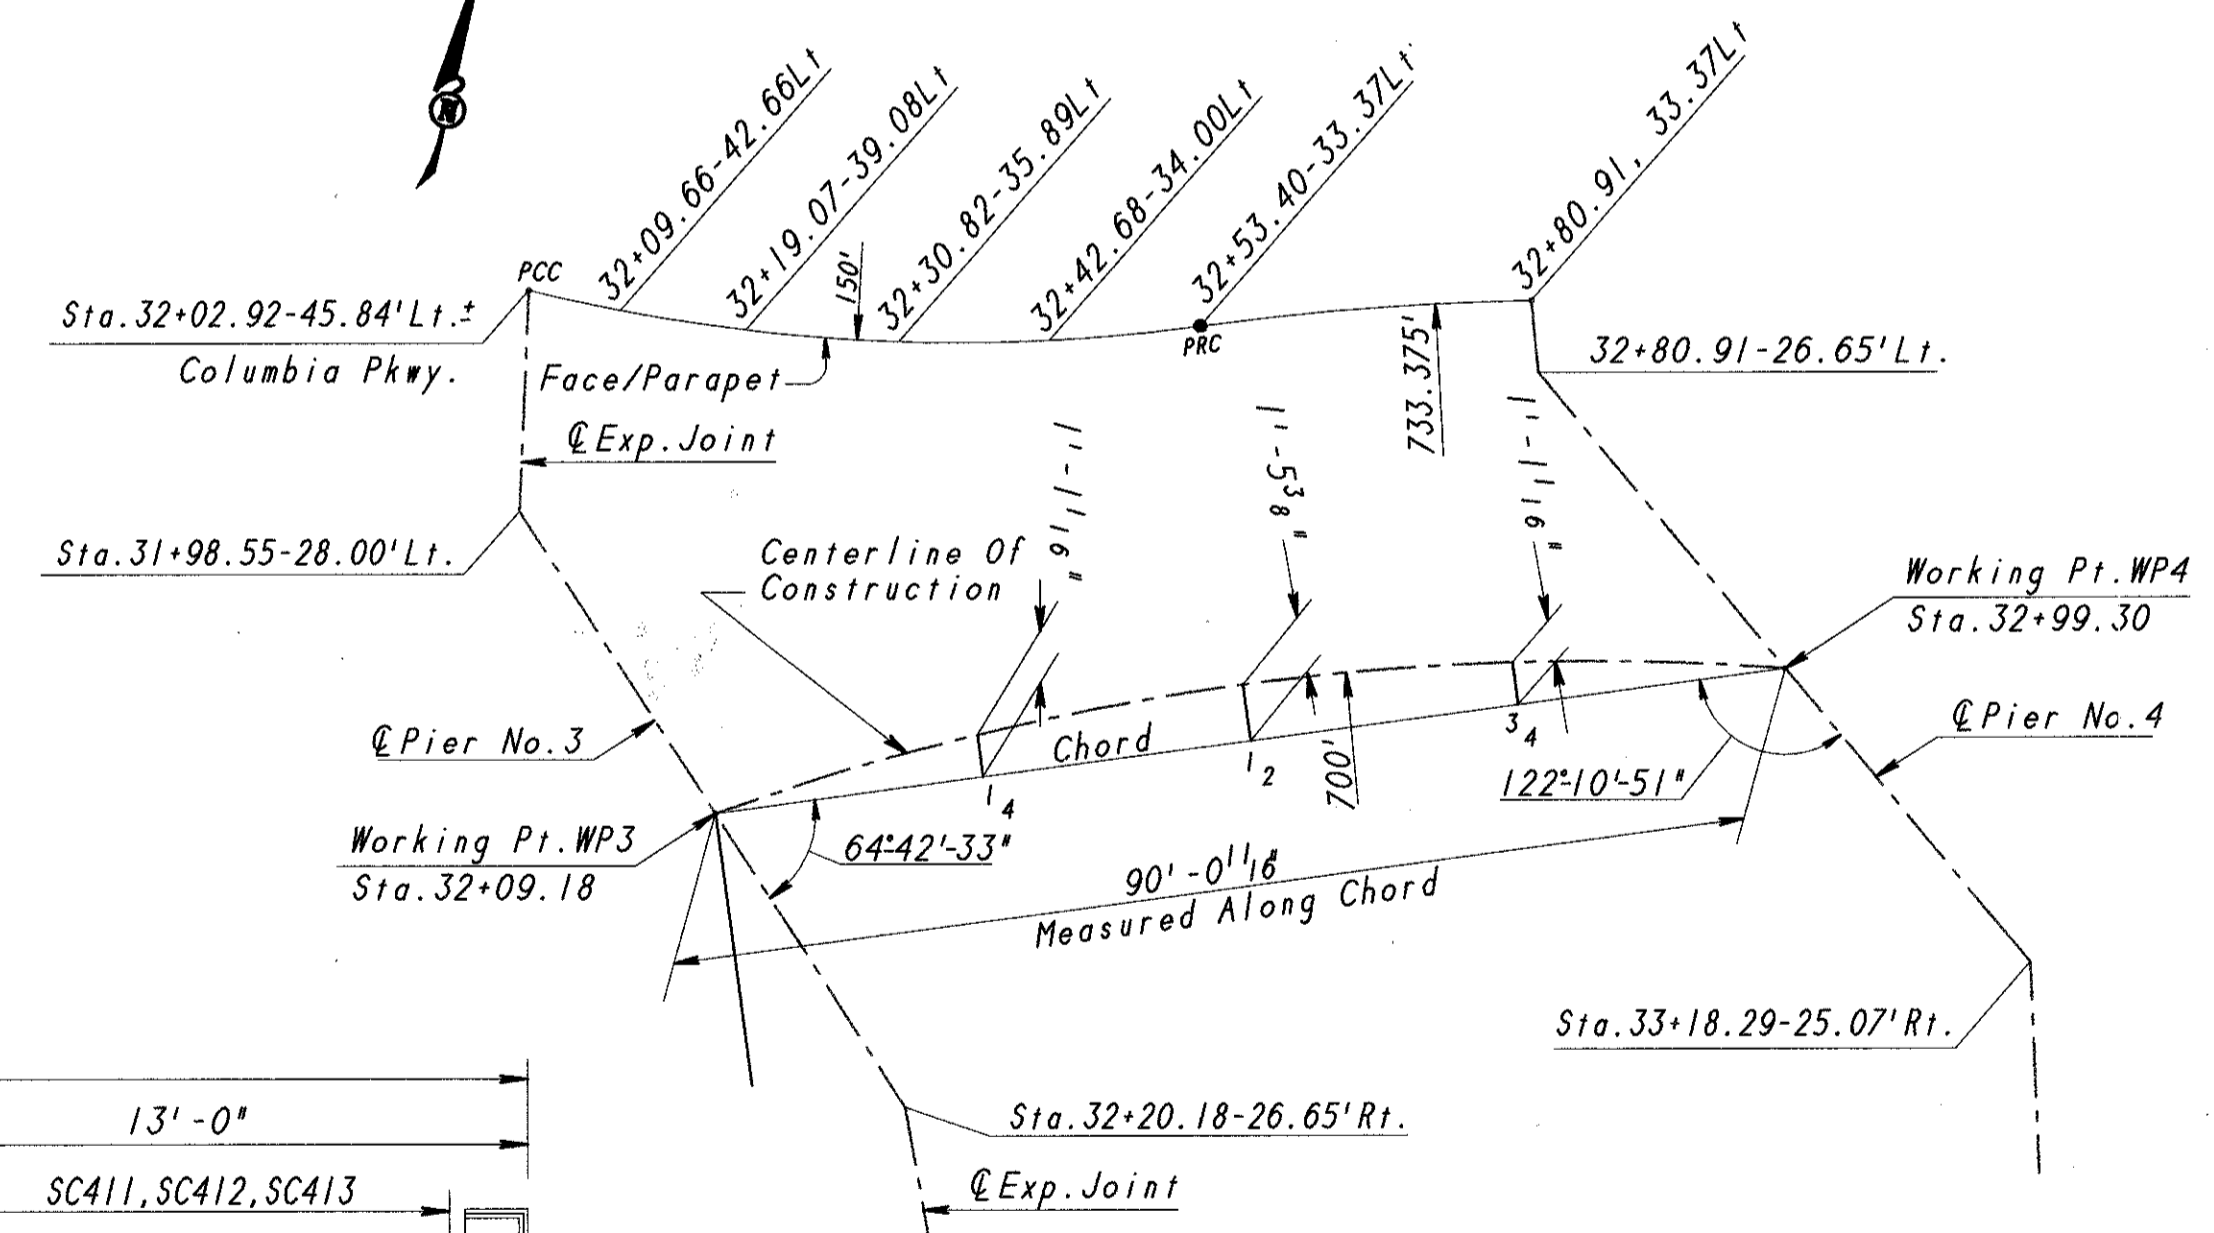 N
32+09.66-42.66Lt
32+19.07-39.08Lt
32+30.82-35.89Lt
32+42.68-34.00Lt
32+53.40-33.37Lt
32+80.91, 33.37Lt
PCC
150'
Sta.32+02.92-45.84'Lt.±
Columbia Pkwy.
Face/Parapet
PRC
733.375'
32+80.91-26.65'Lt.
℄ Exp.Joint
1'-1 1/16"
1'-5 3/8"
1'-1 1/16"
Sta.31+98.55-28.00'Lt.
Centerline Of
Construction
Working Pt.WP4
Sta.32+99.30
℄ Pier No.3
Chord
1/4
1/2
3/4
700'
℄ Pier No.4
122°-10'-51"
Working Pt.WP3
Sta.32+09.18
64°42'-33"
90'-0 1/16"
Measured Along Chord
Sta.33+18.29-25.07'Rt.
13'-0"
Sta.32+20.18-26.65'Rt.
SC411,SC412,SC413
℄ Exp.Joint